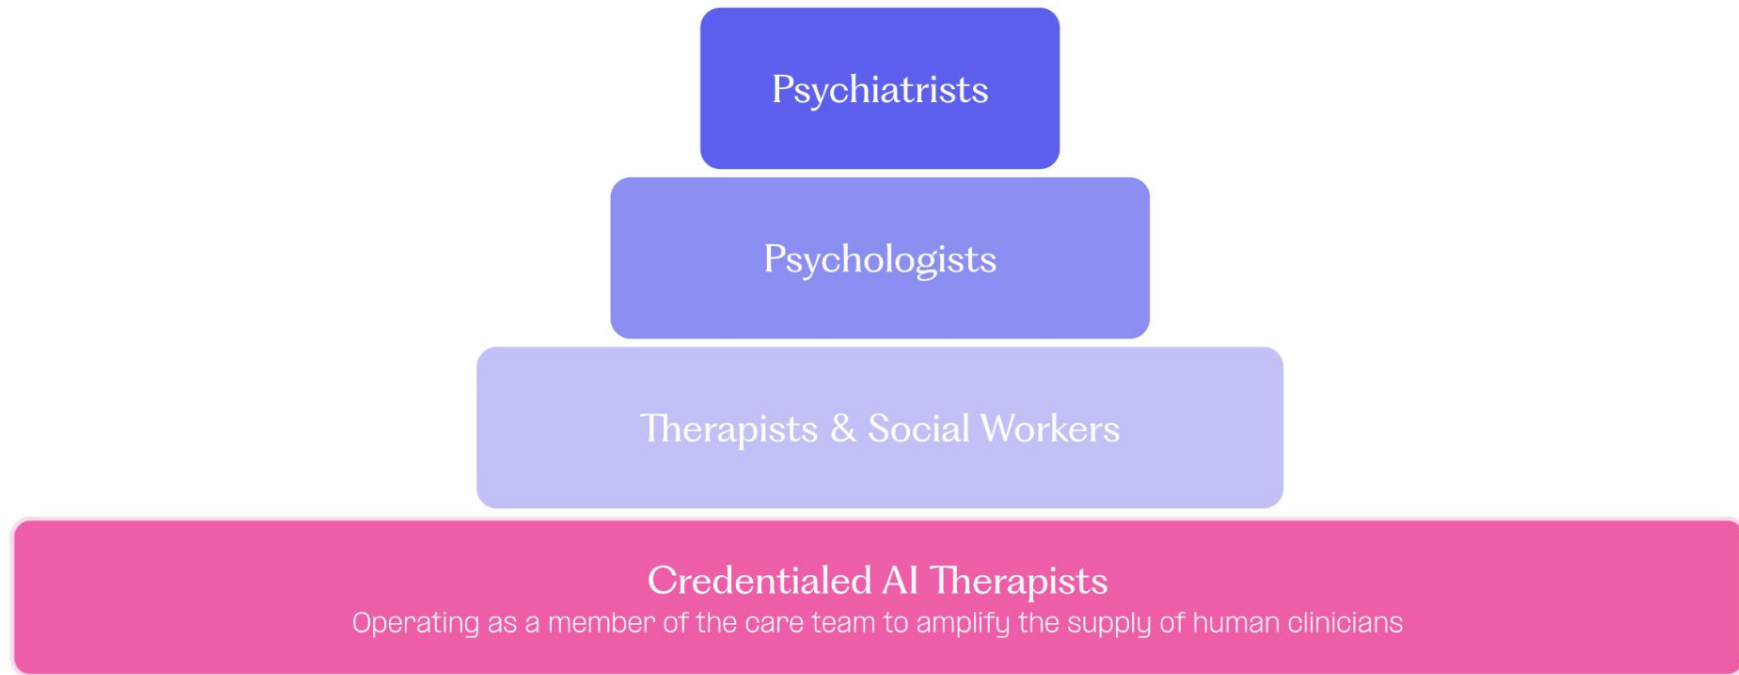 Psychiatrists
Psychologists
Therapists & Social Workers
Credentialed AI Therapists
Operating as a member of the care team to amplify the supply of human clinicians